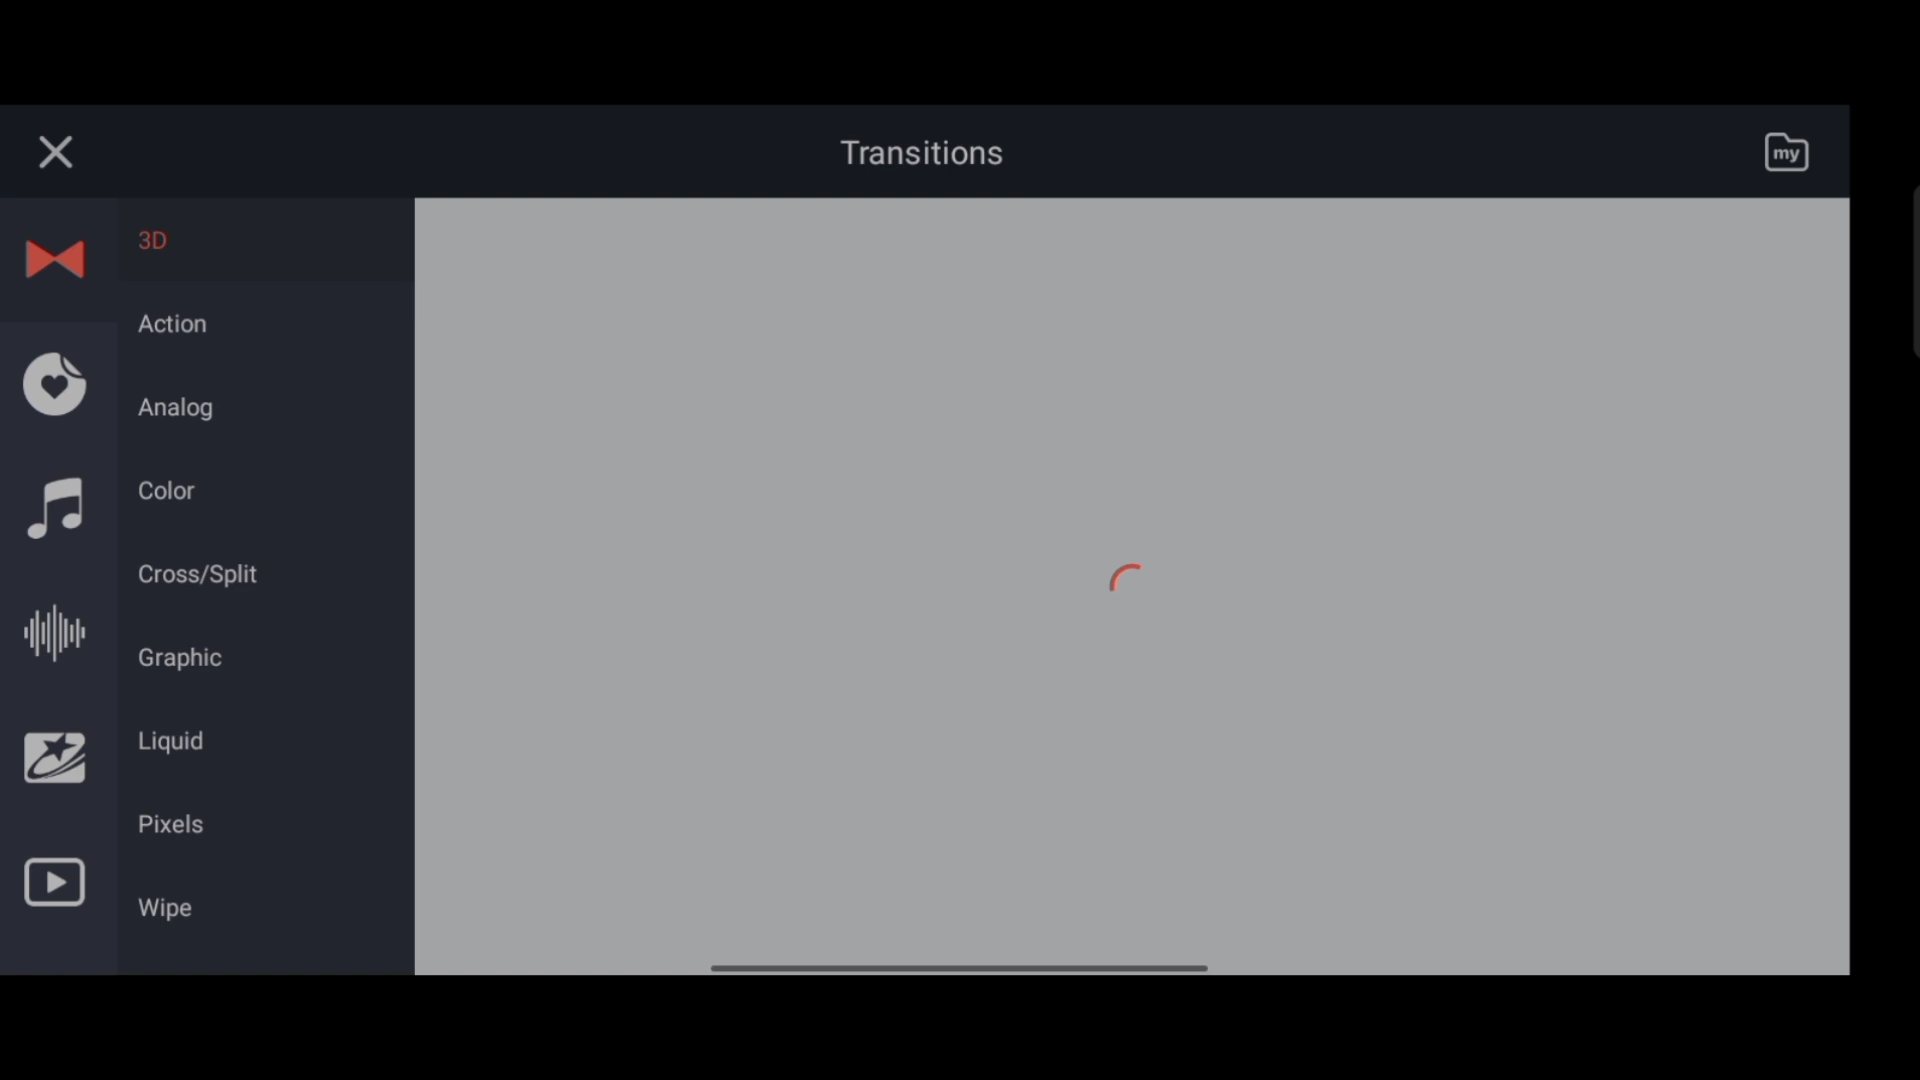 Transitions
my
3D
Action
Analog
Color
Cross/Split
Graphic
Liquid
Pixels
Wipe